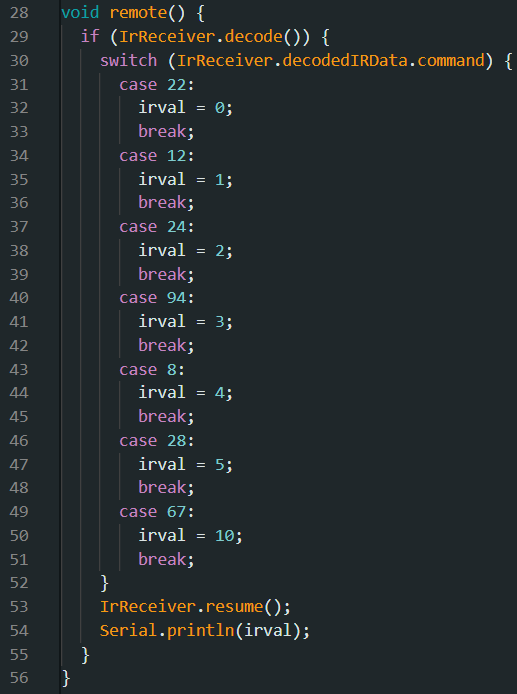 28 void remote() {
29   if (IrReceiver.decode()) {
30     switch (IrReceiver.decodedIRData.command) {
31       case 22:
32         irval = 0;
33         break;
34       case 12:
35         irval = 1;
36         break;
37       case 24:
38         irval = 2;
39         break;
40       case 94:
41         irval = 3;
42         break;
43       case 8:
44         irval = 4;
45         break;
46       case 28:
47         irval = 5;
48         break;
49       case 67:
50         irval = 10;
51         break;
52     }
53     IrReceiver.resume();
54     Serial.println(irval);
55   }
56 }